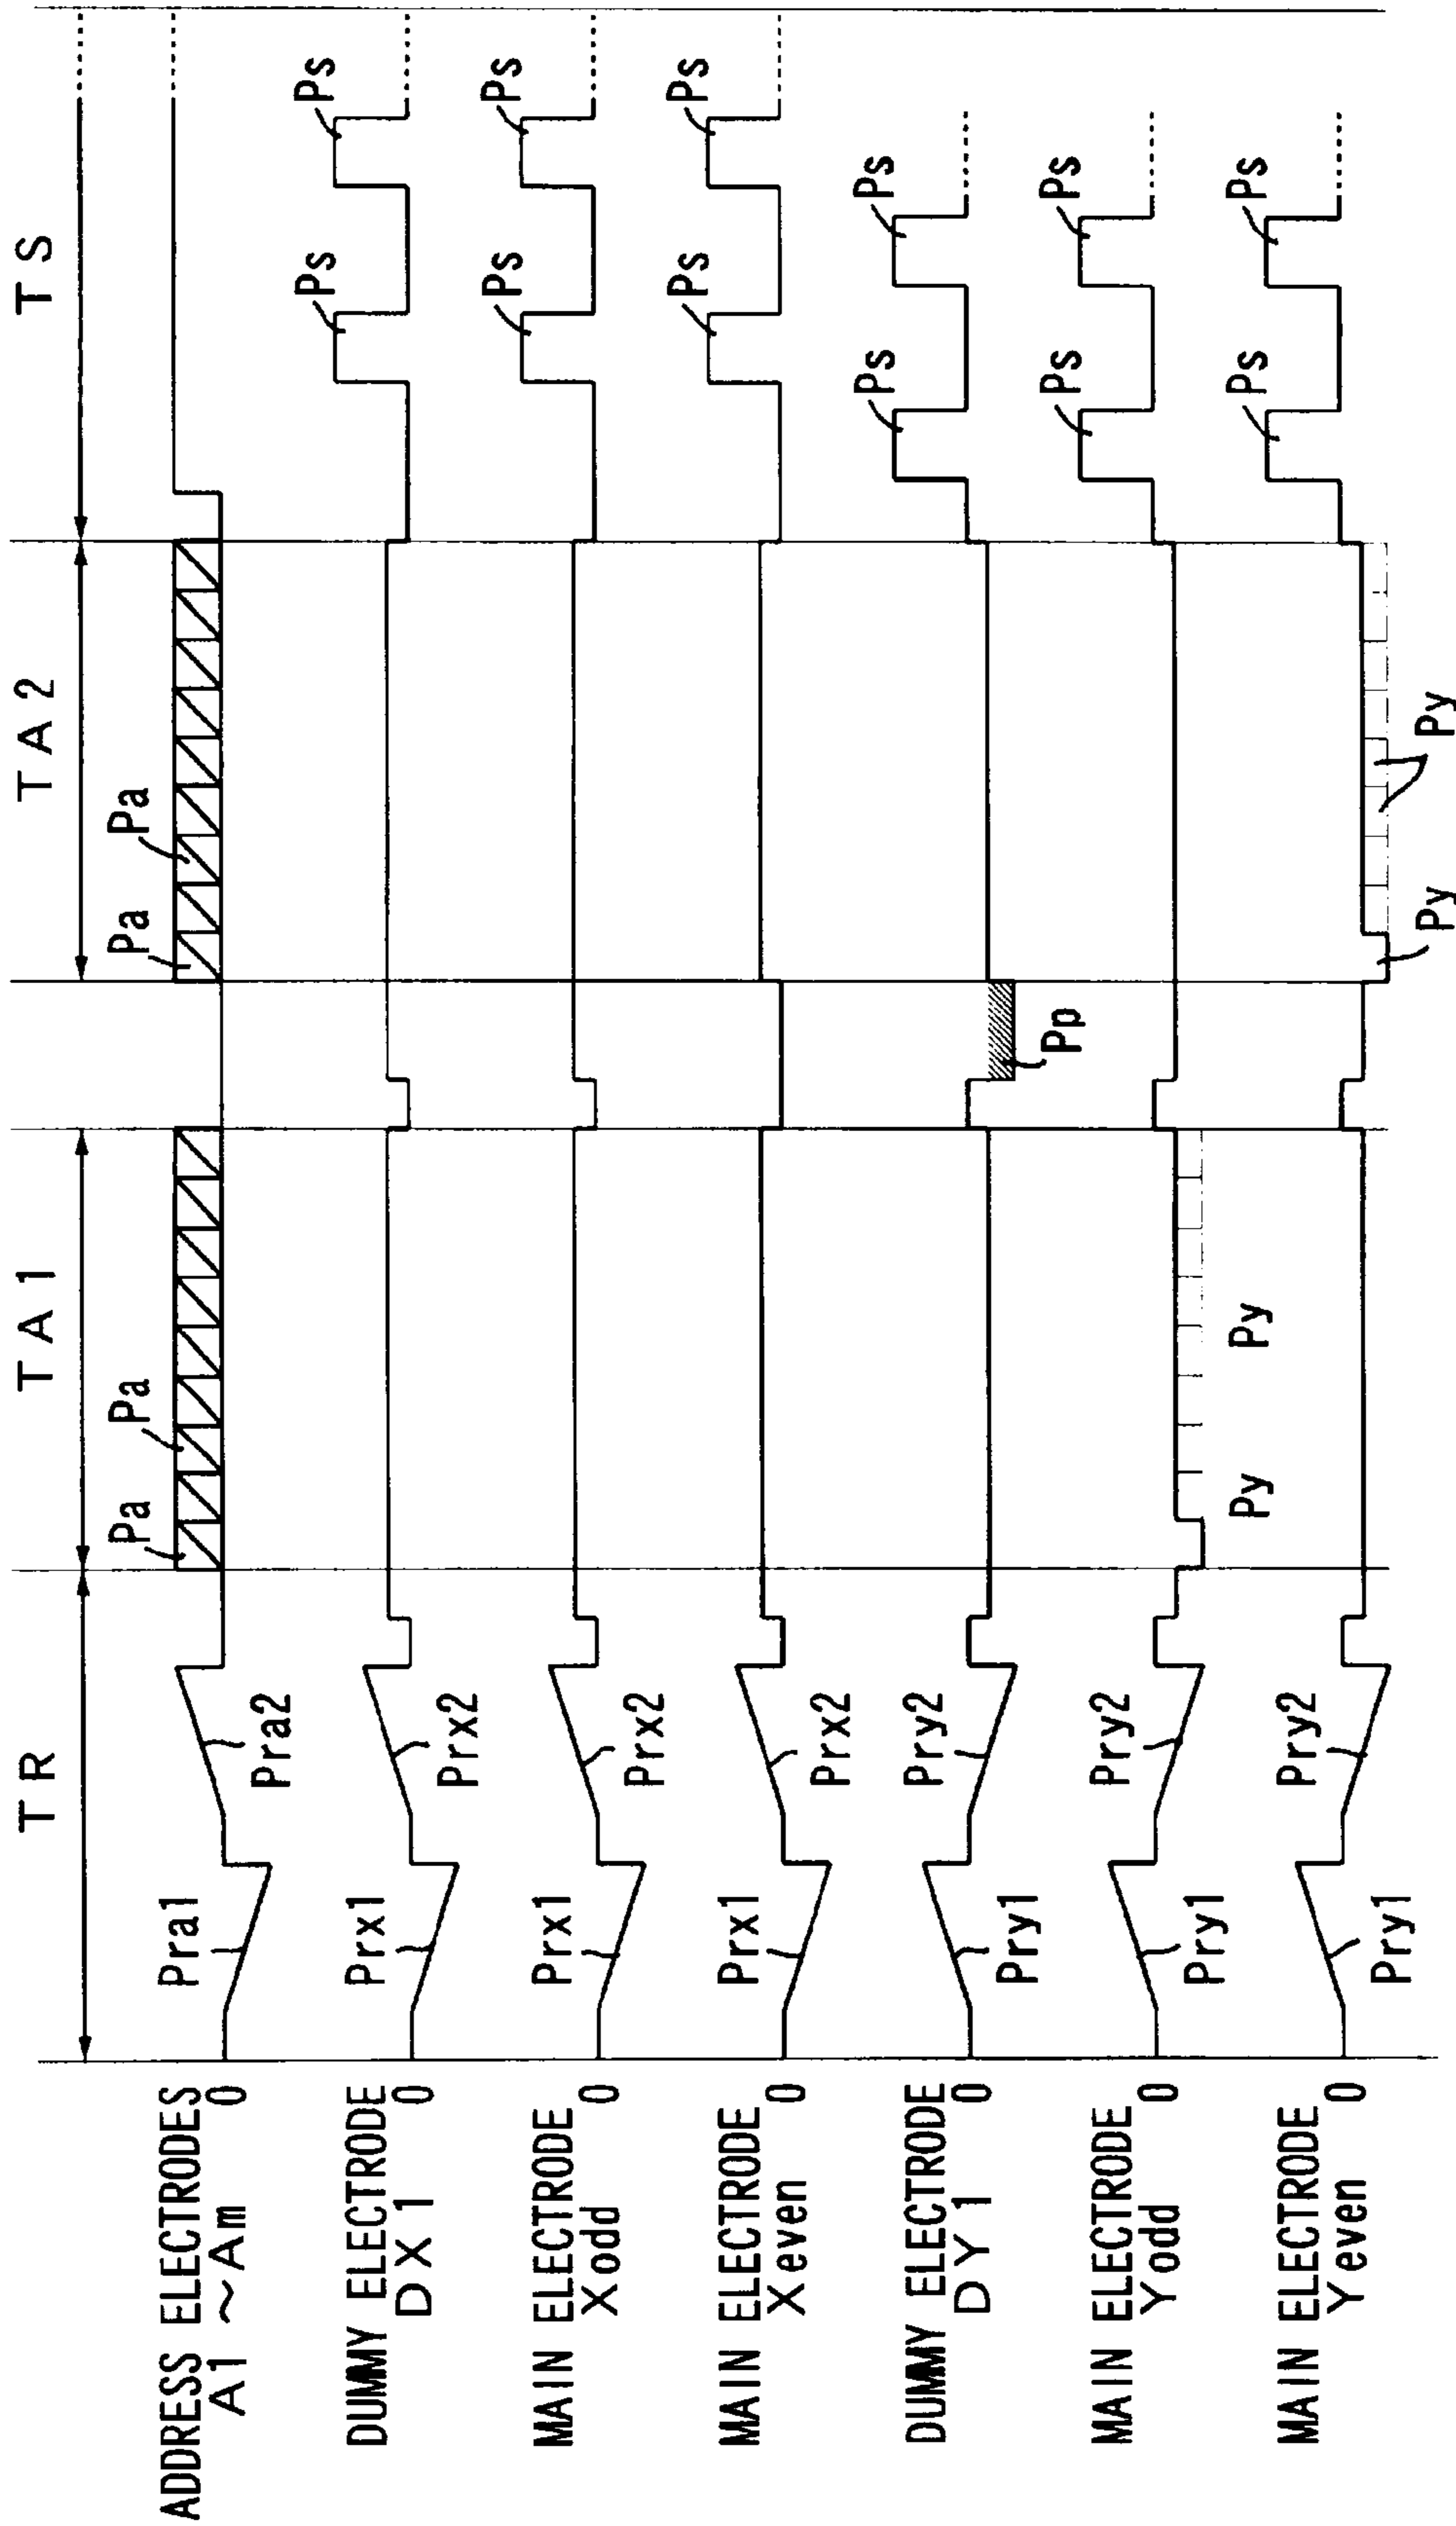 TR
TA1
TA2
TS
ADDRESS ELECTRODES
A1~Am 0
Pra1
Pra2
Pa
Pa
Pa
Pa
DUMMY ELECTRODE
DX1 0
Prx1
Prx2
Ps
Ps
MAIN ELECTRODE
Xodd 0
Prx1
Prx2
Ps
Ps
MAIN ELECTRODE
Xeven 0
Prx1
Prx2
Ps
Ps
DUMMY ELECTRODE
DY1 0
Pry1
Pry2
Pp
Ps
Ps
MAIN ELECTRODE
Yodd 0
Pry1
Pry2
Py
Py
Ps
Ps
MAIN ELECTRODE
Yeven 0
Pry1
Pry2
Py
Py
Ps
Ps